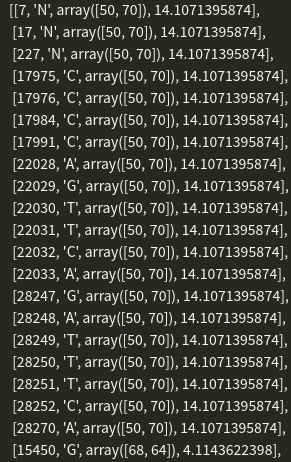 [[7, 'N', array([50, 70]), 14.1071395874],
[17, 'N', array([50, 70]), 14.1071395874],
[227, 'N', array([50, 70]), 14.1071395874],
[17975, 'C', array([50, 70]), 14.1071395874],
[17976, 'C', array([50, 70]), 14.1071395874],
[17984, 'C', array([50, 70]), 14.1071395874],
[17991, 'C', array([50, 70]), 14.1071395874],
[22028, 'A', array([50, 70]), 14.1071395874],
[22029, 'G', array([50, 70]), 14.1071395874],
[22030, 'T', array([50, 70]), 14.1071395874],
[22031, 'T', array([50, 70]), 14.1071395874],
[22032, 'C', array([50, 70]), 14.1071395874],
[22033, 'A', array([50, 70]), 14.1071395874],
[28247, 'G', array([50, 70]), 14.1071395874],
[28248, 'A', array([50, 70]), 14.1071395874],
[28249, 'T', array([50, 70]), 14.1071395874],
[28250, 'T', array([50, 70]), 14.1071395874],
[28251, 'T', array([50, 70]), 14.1071395874],
[28252, 'C', array([50, 70]), 14.1071395874],
[28270, 'A', array([50, 70]), 14.1071395874],
[15450, 'G', array([68, 64]), 4.1143622398],